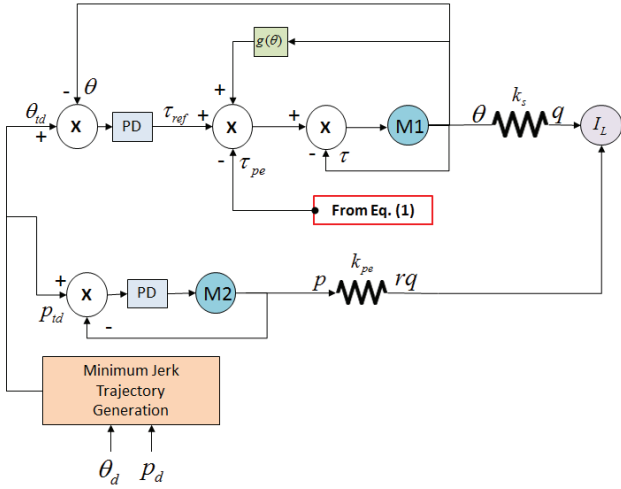 g(θ)
- θ
+
θ_td
+
X
PD
τ_ref
+
X
+
X
M1
θ
k_s
q
I_L
-
τ_pe
-
τ
From Eq. (1)
+
X
p_td
-
PD
M2
p
k_pe
rq
Minimum Jerk
Trajectory
Generation
θ_d
p_d